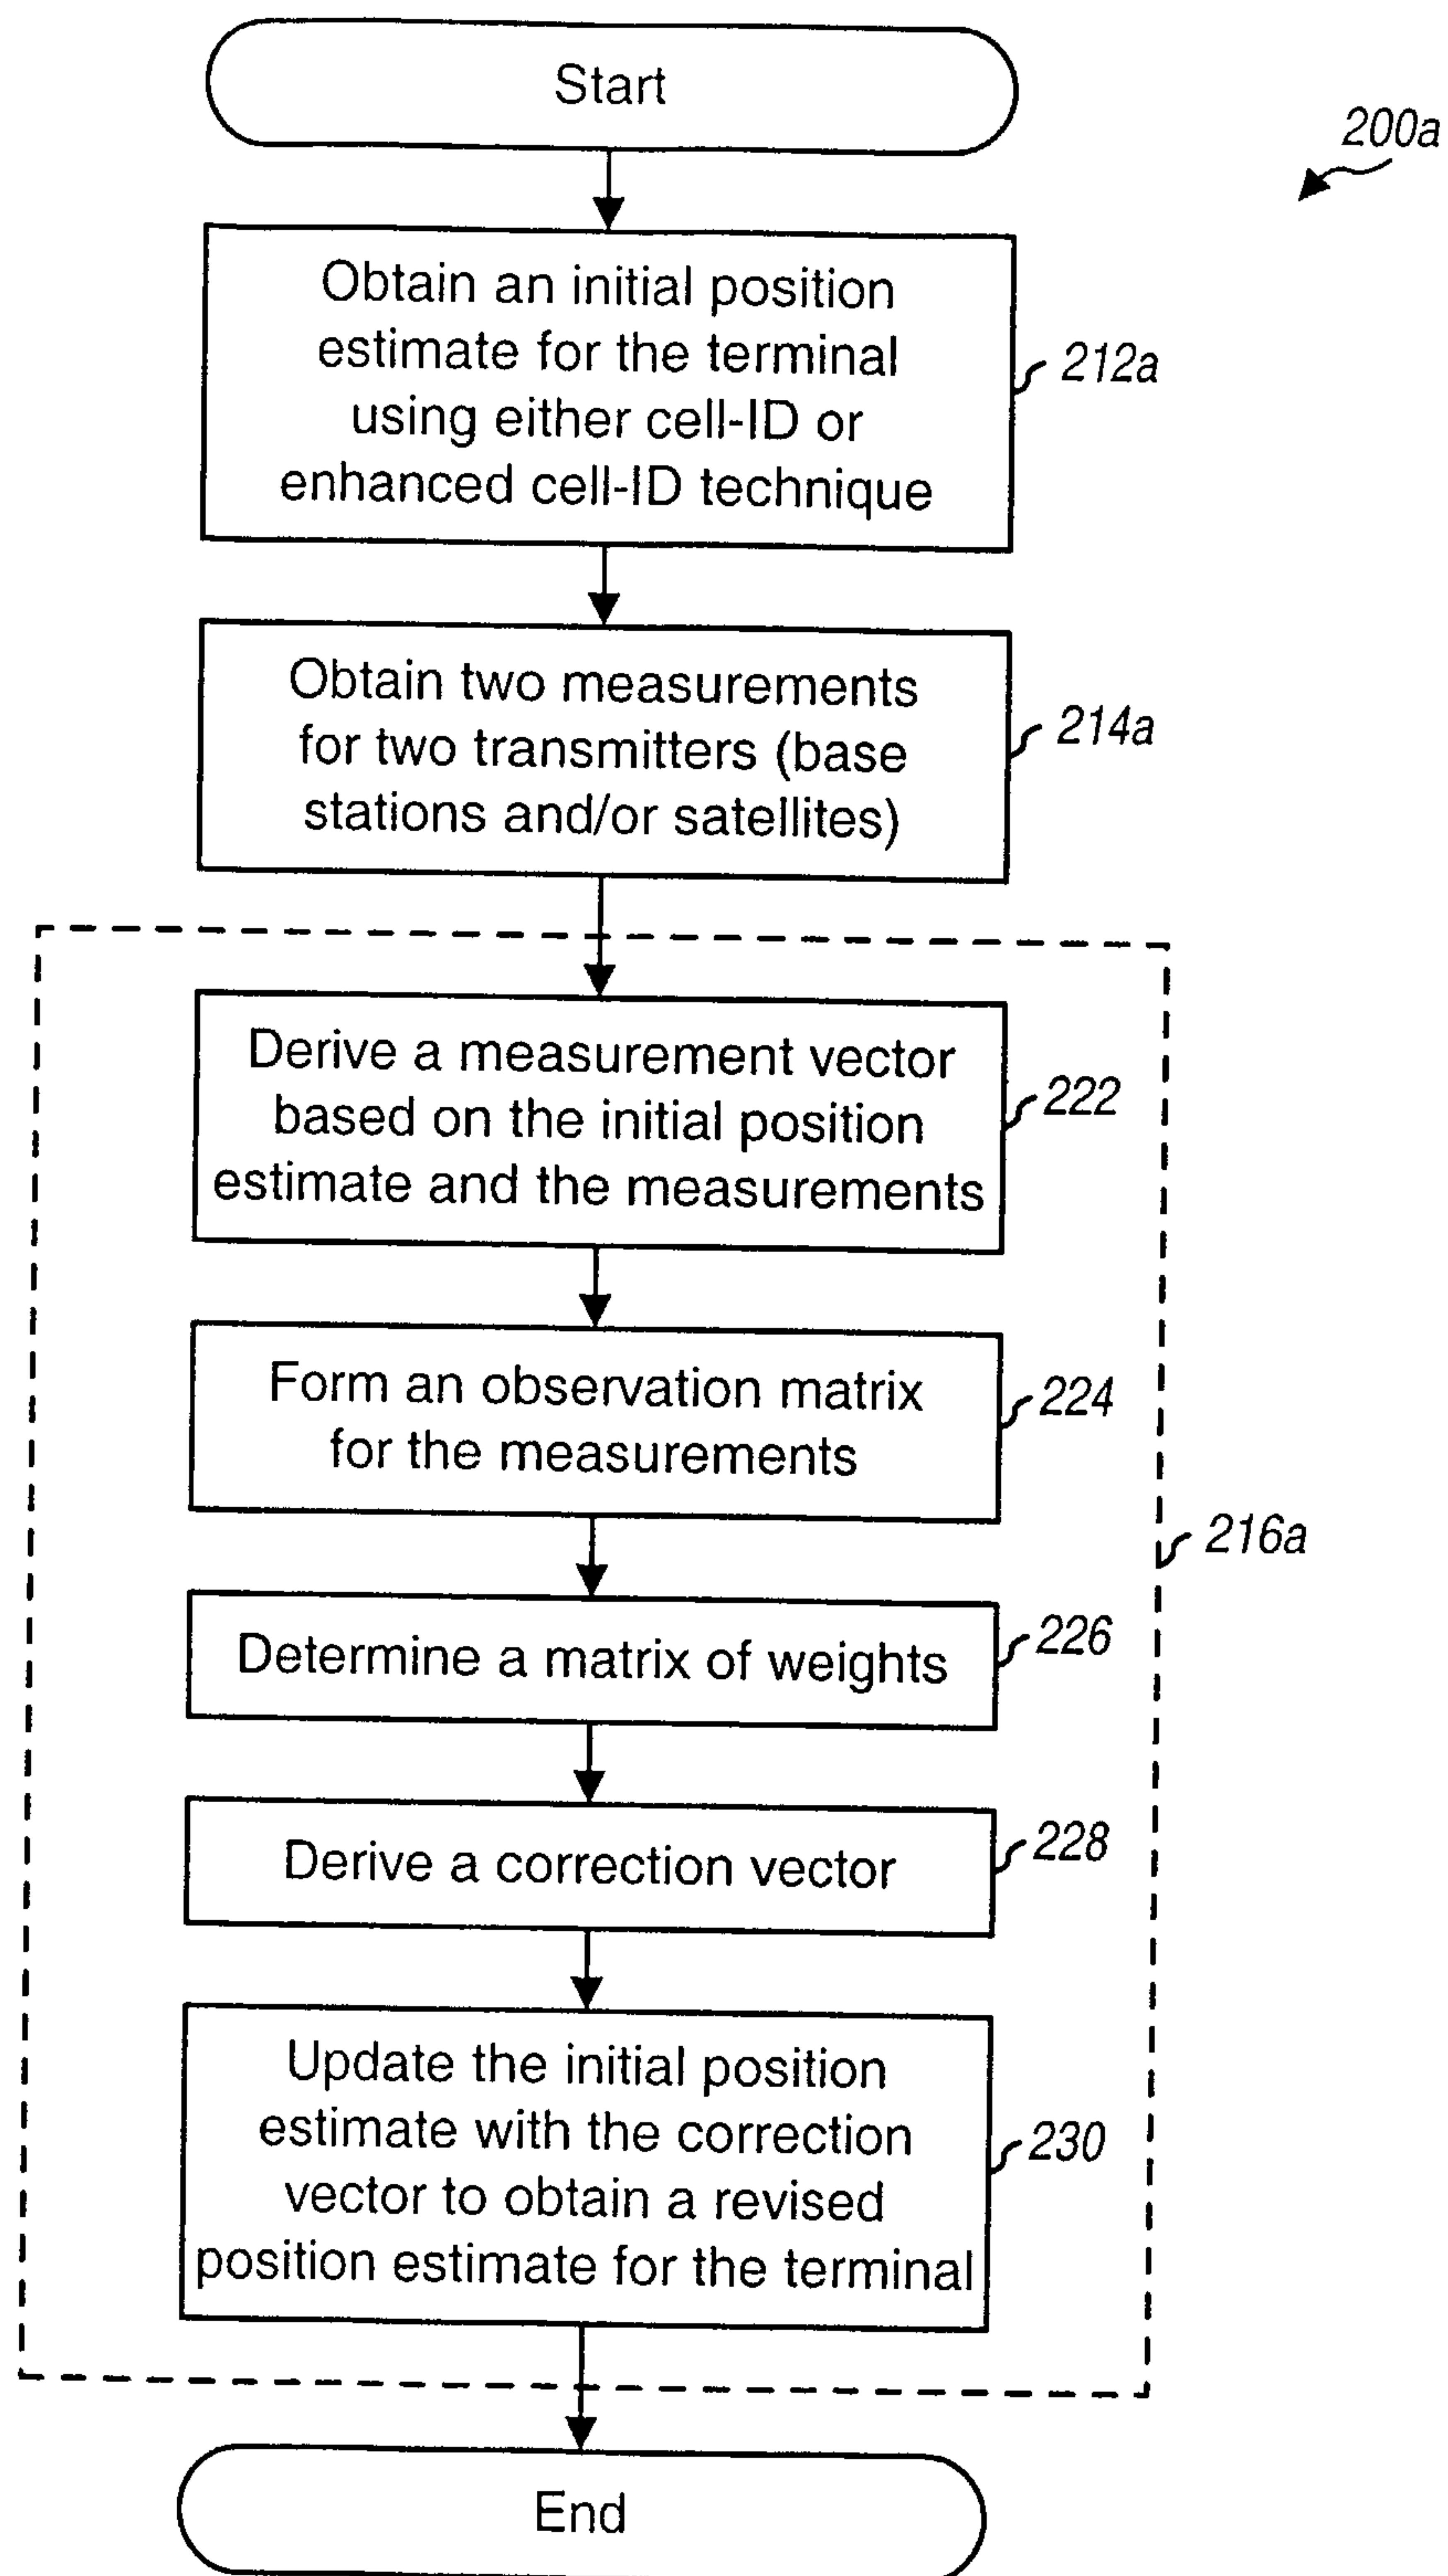 Start
200a
Obtain an initial position
estimate for the terminal
using either cell-ID or
enhanced cell-ID technique
212a
Obtain two measurements
for two transmitters (base
stations and/or satellites)
214a
Derive a measurement vector
based on the initial position
estimate and the measurements
222
Form an observation matrix
for the measurements
224
216a
Determine a matrix of weights
226
Derive a correction vector
228
Update the initial position
estimate with the correction
vector to obtain a revised
position estimate for the terminal
230
End